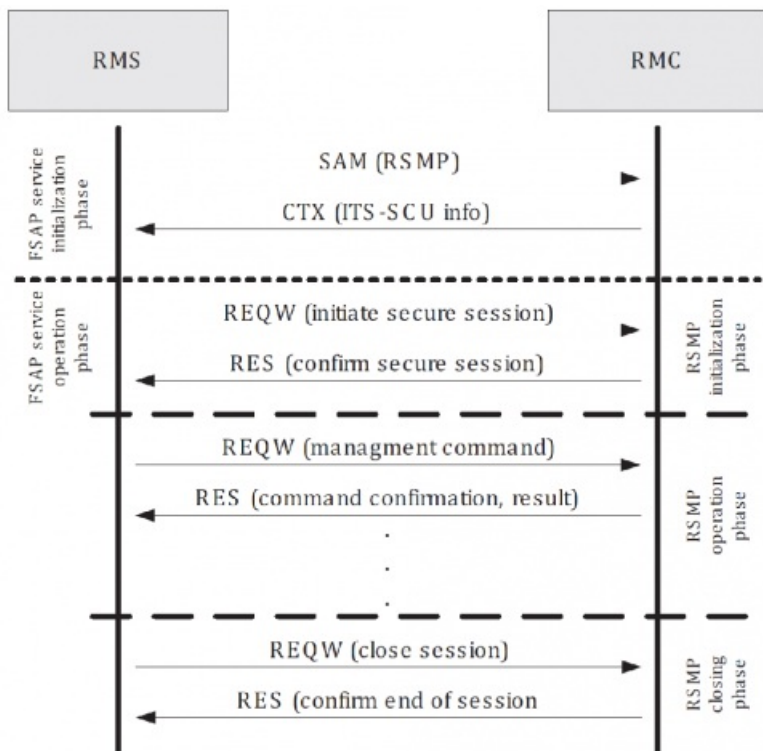 RMS
RMC
FSAP service
initialization
phase
SAM (RSMP)
CTX (ITS-SCU info)
FSAP service
operation
phase
REQW (initiate secure session)
RES (confirm secure session)
RSMP
initialization
phase
REQW (managment command)
RES (command confirmation, result)
RSMP
operation
phase
REQW (close session)
RES (confirm end of session
RSMP
closing
phase